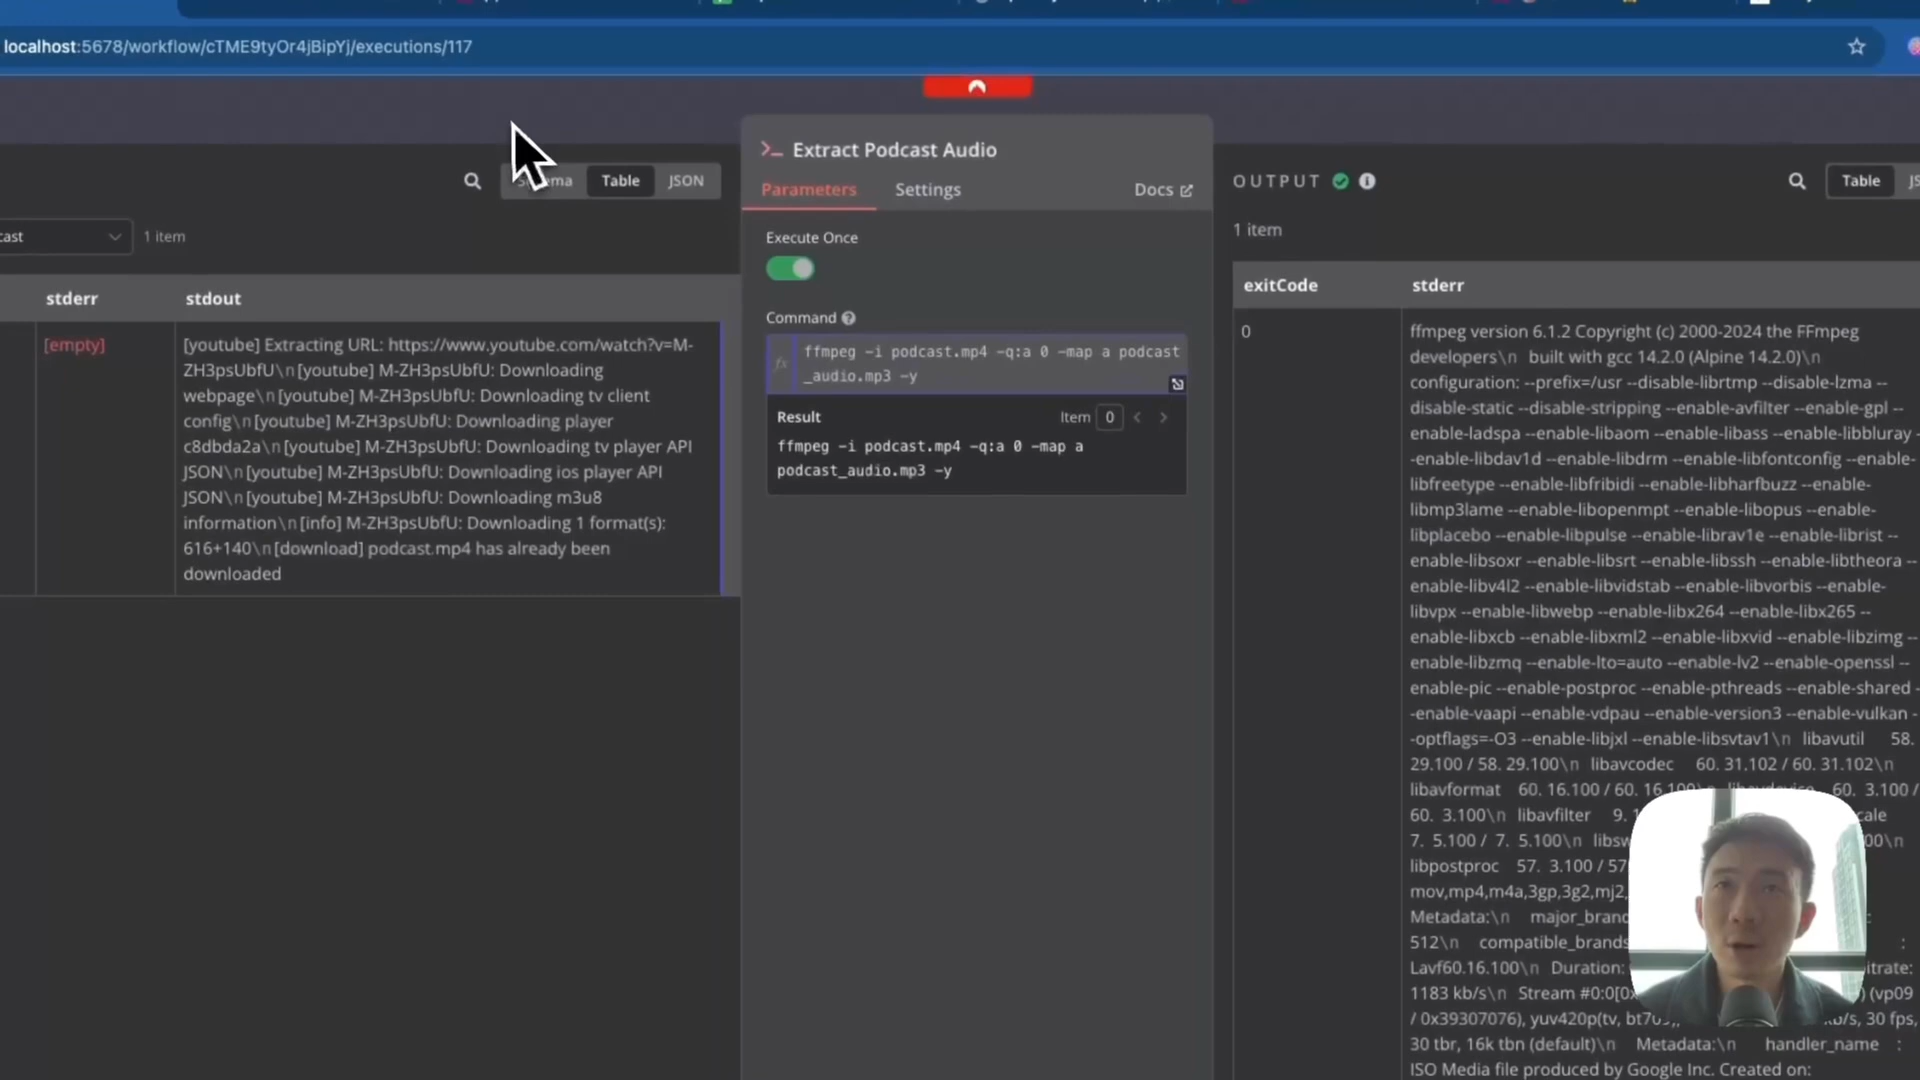 localhost:5678/workflow/cTME9tyOr4jBipYj/executions/117
Table
JSON
cast
1 item
stderr
stdout
[empty]
[youtube] Extracting URL: https://www.youtube.com/watch?v=M-
ZH3psUbfU\n[youtube] M-ZH3psUbfU: Downloading
webpage\n[youtube] M-ZH3psUbfU: Downloading tv client
config\n[youtube] M-ZH3psUbfU: Downloading player
c8dbda2a\n[youtube] M-ZH3psUbfU: Downloading tv player API
JSON\n[youtube] M-ZH3psUbfU: Downloading ios player API
JSON\n[youtube] M-ZH3psUbfU: Downloading m3u8
information\n[info] M-ZH3psUbfU: Downloading 1 format(s):
616+140\n[download] podcast.mp4 has already been
downloaded
>_ Extract Podcast Audio
Parameters
Settings
Docs
Execute Once
Command
fx
ffmpeg -i podcast.mp4 -q:a 0 -map a podcast
_audio.mp3 -y
Result
Item 0
ffmpeg -i podcast.mp4 -q:a 0 -map a
podcast_audio.mp3 -y
OUTPUT
Table
1 item
exitCode
stderr
0
ffmpeg version 6.1.2 Copyright (c) 2000-2024 the FFmpeg
developers\n built with gcc 14.2.0 (Alpine 14.2.0)\n
configuration: --prefix=/usr --disable-librtmp --disable-lzma --
disable-static --disable-stripping --enable-avfilter --enable-gpl --
enable-ladspa --enable-libaom --enable-libass --enable-libbluray -
-enable-libdav1d --enable-libdrm --enable-libfontconfig --enable-
libfreetype --enable-libfribidi --enable-libharfbuzz --enable-
libmp3lame --enable-libopenmpt --enable-libopus --enable-
libplacebo --enable-libpulse --enable-librav1e --enable-librist --
enable-libsoxr --enable-libsrt --enable-libssh --enable-libtheora --
enable-libv4l2 --enable-libvidstab --enable-libvorbis --enable-
libvpx --enable-libwebp --enable-libx264 --enable-libx265 --
enable-libxcb --enable-libxml2 --enable-libxvid --enable-libzimg --
enable-libzmq --enable-lto=auto --enable-lv2 --enable-openssl --
enable-pic --enable-postproc --enable-pthreads --enable-shared -
-enable-vaapi --enable-vdpau --enable-version3 --enable-vulkan -
-optflags=-O3 --enable-libjxl --enable-libsvtav1\n libavutil 58.
29.100 / 58. 29.100\n libavcodec 60. 31.102 / 60. 31.102\n
libavformat 60. 16.100 / 60. 16.100\n 60. 3.100 /
60. 3.100\n libavfilter 9.
7. 5.100 / 7. 5.100\n
libpostproc 57. 3.100 /
mov,mp4,m4a,3gp,3g2,mj2,
Metadata:\n :
512\n :
Lavf60.16.100\n Duration:
1183 kb/s\n Stream (vp09
/ 0x39307076), yuv420p(tv, kb/s, 30 fps,
30 tbr, 16k tbn (default)\n Metadata:\n handler_name :
ISO Media file produced by Google Inc. Created on: